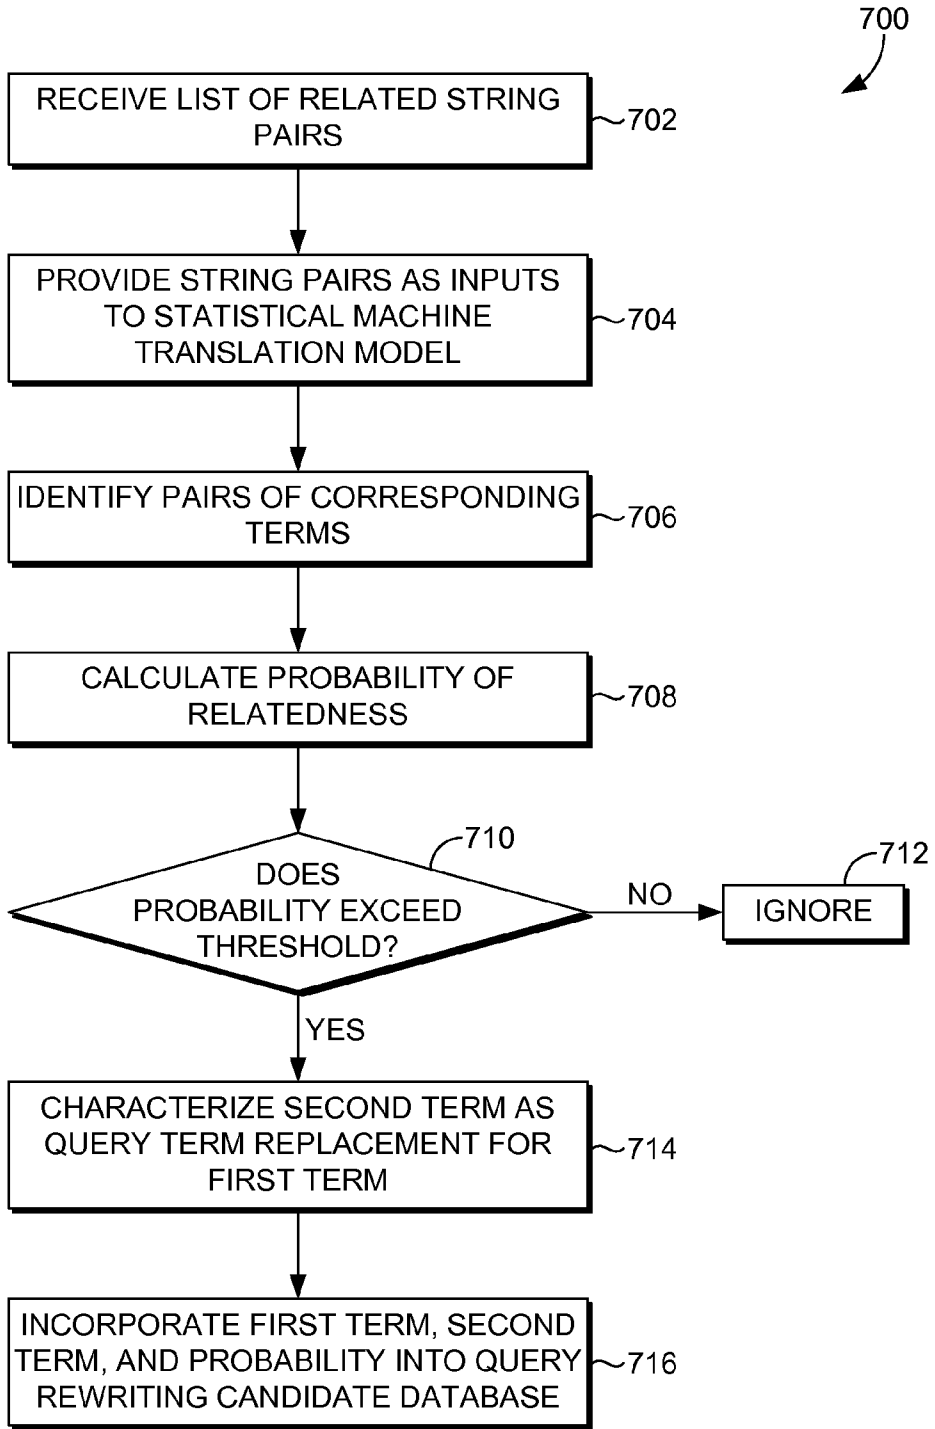 700
RECEIVE LIST OF RELATED STRING
PAIRS
702
PROVIDE STRING PAIRS AS INPUTS
TO STATISTICAL MACHINE
TRANSLATION MODEL
704
IDENTIFY PAIRS OF CORRESPONDING
TERMS
706
CALCULATE PROBABILITY OF
RELATEDNESS
708
710
DOES
PROBABILITY EXCEED
THRESHOLD?
NO
712
IGNORE
YES
CHARACTERIZE SECOND TERM AS
QUERY TERM REPLACEMENT FOR
FIRST TERM
714
INCORPORATE FIRST TERM, SECOND
TERM, AND PROBABILITY INTO QUERY
REWRITING CANDIDATE DATABASE
716